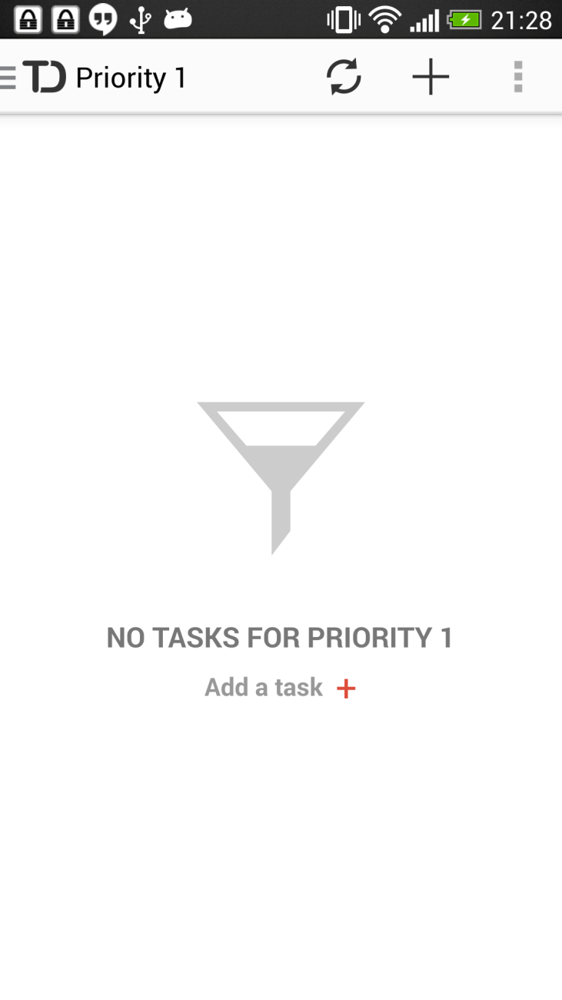 21:28
TD Priority 1
NO TASKS FOR PRIORITY 1
Add a task +